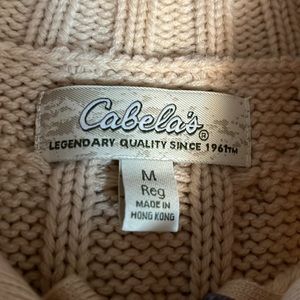 Cabela's®
LEGENDARY QUALITY SINCE 1961™
M
Reg
MADE IN
HONG KONG